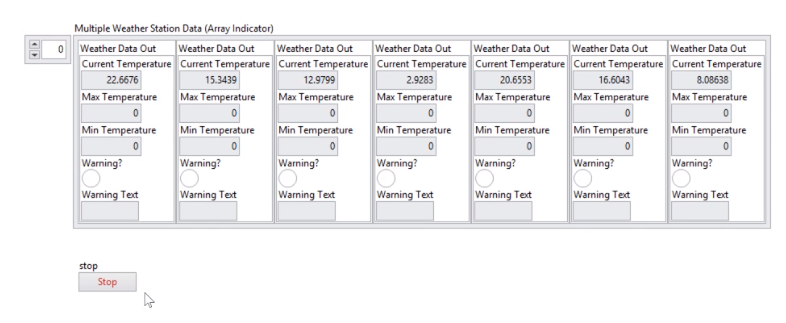 Multiple Weather Station Data (Array Indicator)
0
Weather Data Out Weather Data Out Weather Data Out Weather Data Out Weather Data Out Weather Data Out Weather Data Out
Current Temperature Current Temperature Current Temperature Current Temperature Current Temperature Current Temperature Current Temperature
22.6676 15.3439 12.9799 2.9283 20.6553 16.6043 8.08638
Max Temperature Max Temperature Max Temperature Max Temperature Max Temperature Max Temperature Max Temperature
0 0 0 0 0 0 0
Min Temperature Min Temperature Min Temperature Min Temperature Min Temperature Min Temperature Min Temperature
0 0 0 0 0 0 0
Warning? Warning? Warning? Warning? Warning? Warning? Warning?
Warning Text Warning Text Warning Text Warning Text Warning Text Warning Text Warning Text
stop
Stop